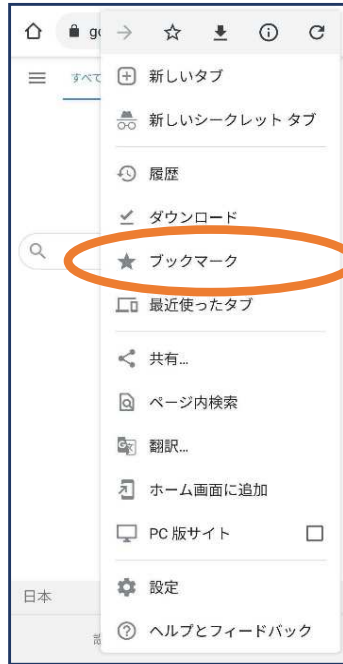 go
すべて
新しいタブ
新しいシークレット タブ
履歴
ダウンロード
ブックマーク
最近使ったタブ
共有...
ページ内検索
翻訳...
ホーム画面に追加
PC 版サイト
設定
日本
ヘルプとフィードバック